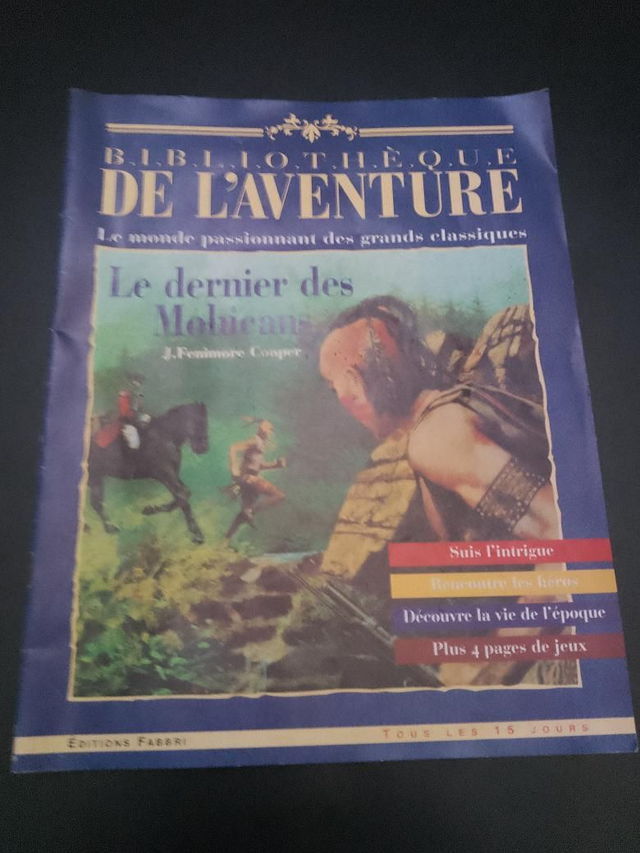 B.I.B.L.I.O.T.H.È.Q.U.E
DE L'AVENTURE
Le monde passionnant des grands classiques
Le dernier des
Mohicans
J.Fenimore Cooper
Suis l'intrigue
Rencontre les héros
Découvre la vie de l'époque
Plus 4 pages de jeux
EDITIONS FABBRI
TOUS LES 15 JOURS